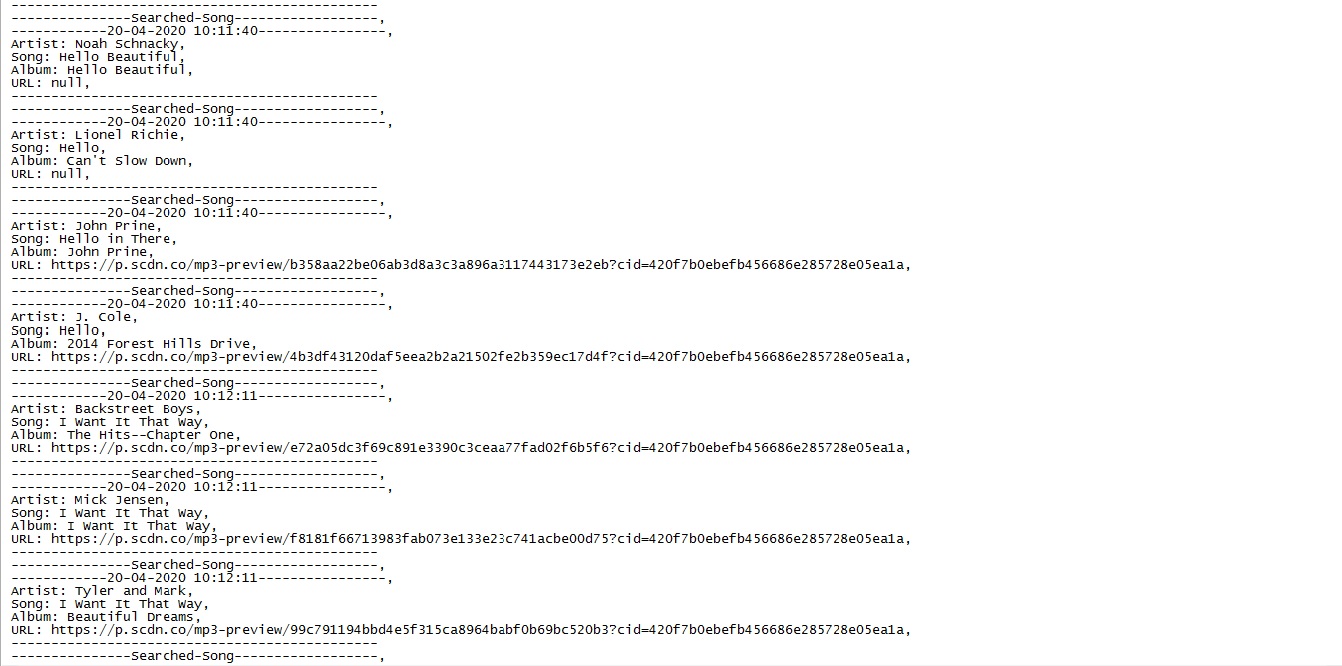 ----------------------------------------------
---------------Searched-Song------------------,
------------20-04-2020 10:11:40----------------,
Artist: Noah Schnacky,
Song: Hello Beautiful,
Album: Hello Beautiful,
URL: null,
----------------------------------------------
---------------Searched-Song------------------,
------------20-04-2020 10:11:40----------------,
Artist: Lionel Richie,
Song: Hello,
Album: Can't Slow Down,
URL: null,
----------------------------------------------
---------------Searched-Song------------------,
------------20-04-2020 10:11:40----------------,
Artist: John Prine,
Song: Hello in There,
Album: John Prine,
URL: https://p.scdn.co/mp3-preview/b358aa22be06ab3d8a3c3a896a3117443173e2eb?cid=420f7b0ebefb456686e285728e05ea1a,
----------------------------------------------
---------------Searched-Song------------------,
------------20-04-2020 10:11:40----------------,
Artist: J. Cole,
Song: Hello,
Album: 2014 Forest Hills Drive,
URL: https://p.scdn.co/mp3-preview/4b3df43120daf5eea2b2a21502fe2b359ec17d4f?cid=420f7b0ebefb456686e285728e05ea1a,
----------------------------------------------
---------------Searched-Song------------------,
------------20-04-2020 10:12:11----------------,
Artist: Backstreet Boys,
Song: I Want It That Way,
Album: The Hits--Chapter One,
URL: https://p.scdn.co/mp3-preview/e72a05dc3f69c891e3390c3ceaa77fad02f6b5f6?cid=420f7b0ebefb456686e285728e05ea1a,
----------------------------------------------
---------------Searched-Song------------------,
------------20-04-2020 10:12:11----------------,
Artist: Mick Jensen,
Song: I Want It That Way,
Album: I Want It That Way,
URL: https://p.scdn.co/mp3-preview/f8181f66713983fab073e133e23c741acbe00d75?cid=420f7b0ebefb456686e285728e05ea1a,
----------------------------------------------
---------------Searched-Song------------------,
------------20-04-2020 10:12:11----------------,
Artist: Tyler and Mark,
Song: I Want It That Way,
Album: Beautiful Dreams,
URL: https://p.scdn.co/mp3-preview/99c791194bbd4e5f315ca8964babf0b69bc520b3?cid=420f7b0ebefb456686e285728e05ea1a,
----------------------------------------------
---------------Searched-Song------------------,